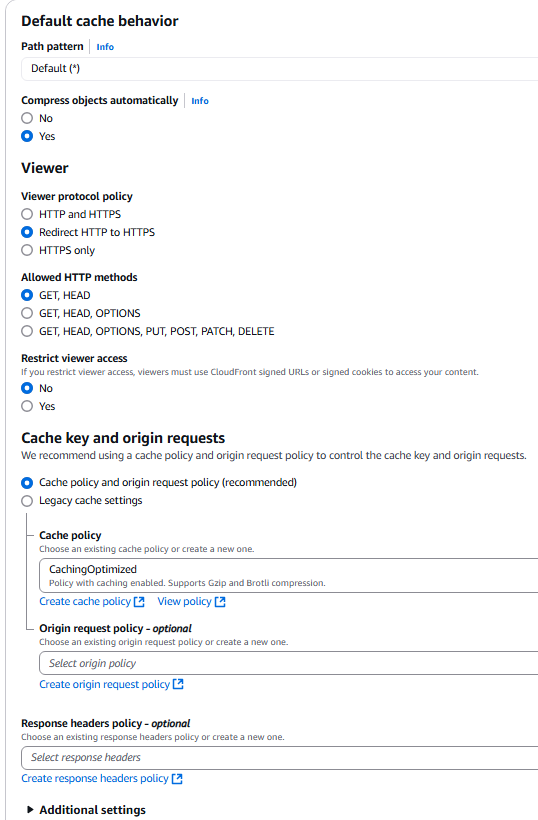 Default cache behavior
Path pattern Info
Default (*)
Compress objects automatically Info
No
Yes
Viewer
Viewer protocol policy
HTTP and HTTPS
Redirect HTTP to HTTPS
HTTPS only
Allowed HTTP methods
GET, HEAD
GET, HEAD, OPTIONS
GET, HEAD, OPTIONS, PUT, POST, PATCH, DELETE
Restrict viewer access
If you restrict viewer access, viewers must use CloudFront signed URLs or signed cookies to access your content.
No
Yes
Cache key and origin requests
We recommend using a cache policy and origin request policy to control the cache key and origin requests.
Cache policy and origin request policy (recommended)
Legacy cache settings
Cache policy
Choose an existing cache policy or create a new one.
CachingOptimized
Policy with caching enabled. Supports Gzip and Brotli compression.
Create cache policy View policy
Origin request policy - optional
Choose an existing origin request policy or create a new one.
Select origin policy
Create origin request policy
Response headers policy - optional
Choose an existing response headers policy or create a new one.
Select response headers
Create response headers policy
Additional settings